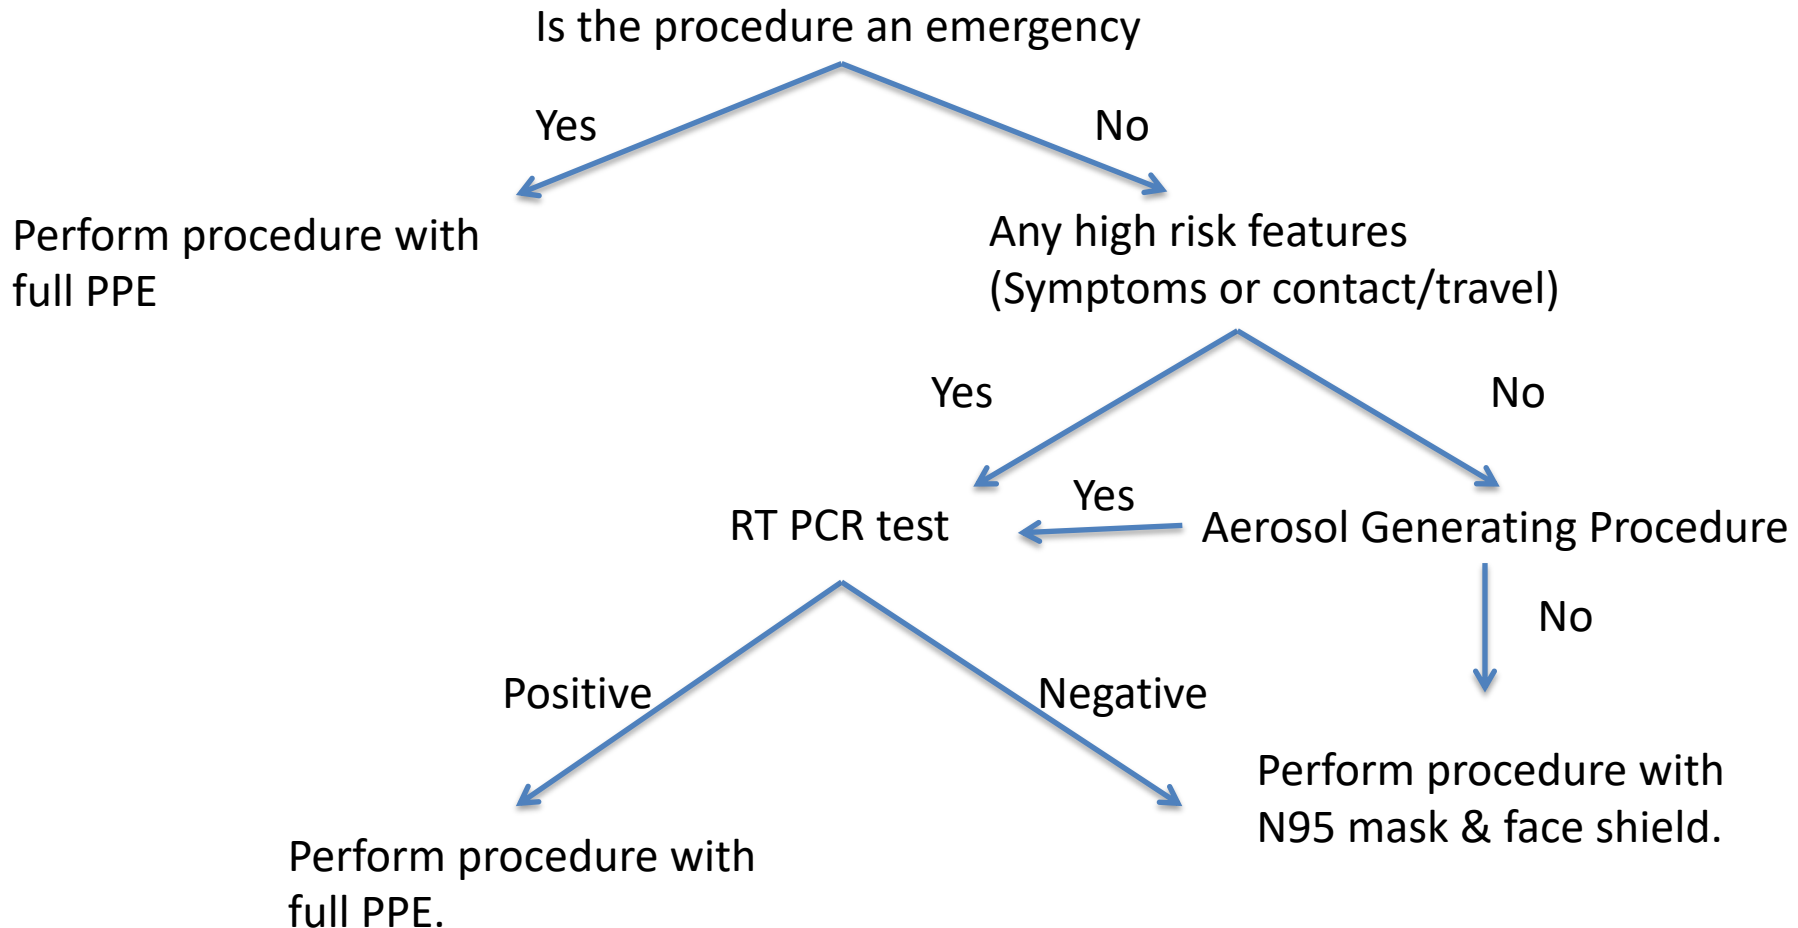 Is the procedure an emergency
Yes
No
Perform procedure with
full PPE
Any high risk features
(Symptoms or contact/travel)
Yes
No
Yes
RT PCR test
Aerosol Generating Procedure
No
Positive
Negative
Perform procedure with
N95 mask & face shield.
Perform procedure with
full PPE.